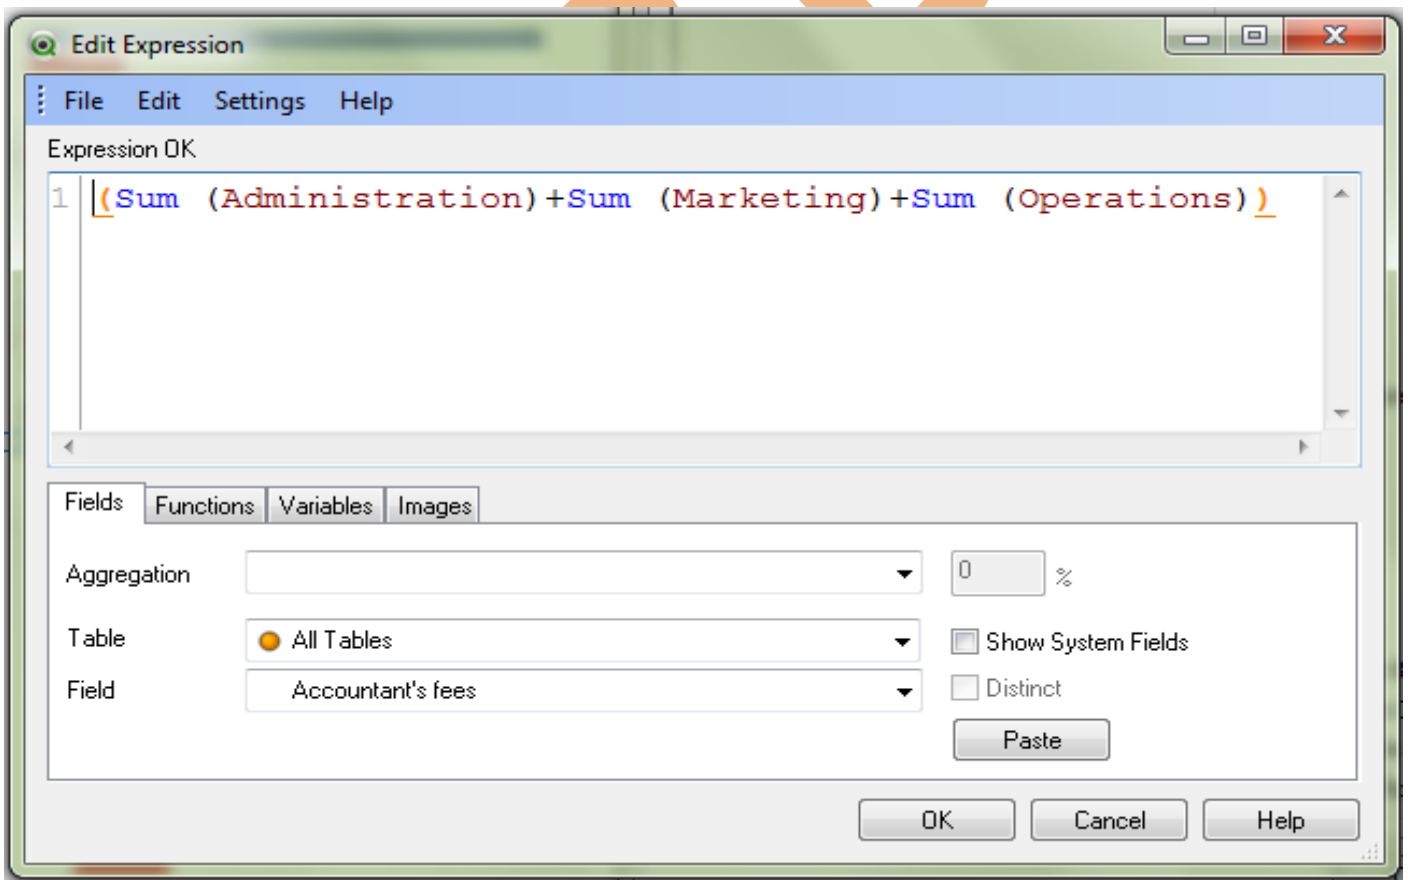 Edit Expression
File Edit Settings Help
Expression OK
1 (Sum (Administration)+Sum (Marketing)+Sum (Operations))
Fields Functions Variables Images
Aggregation 0 %
Table All Tables Show System Fields
Field Accountant's fees Distinct
Paste
OK Cancel Help